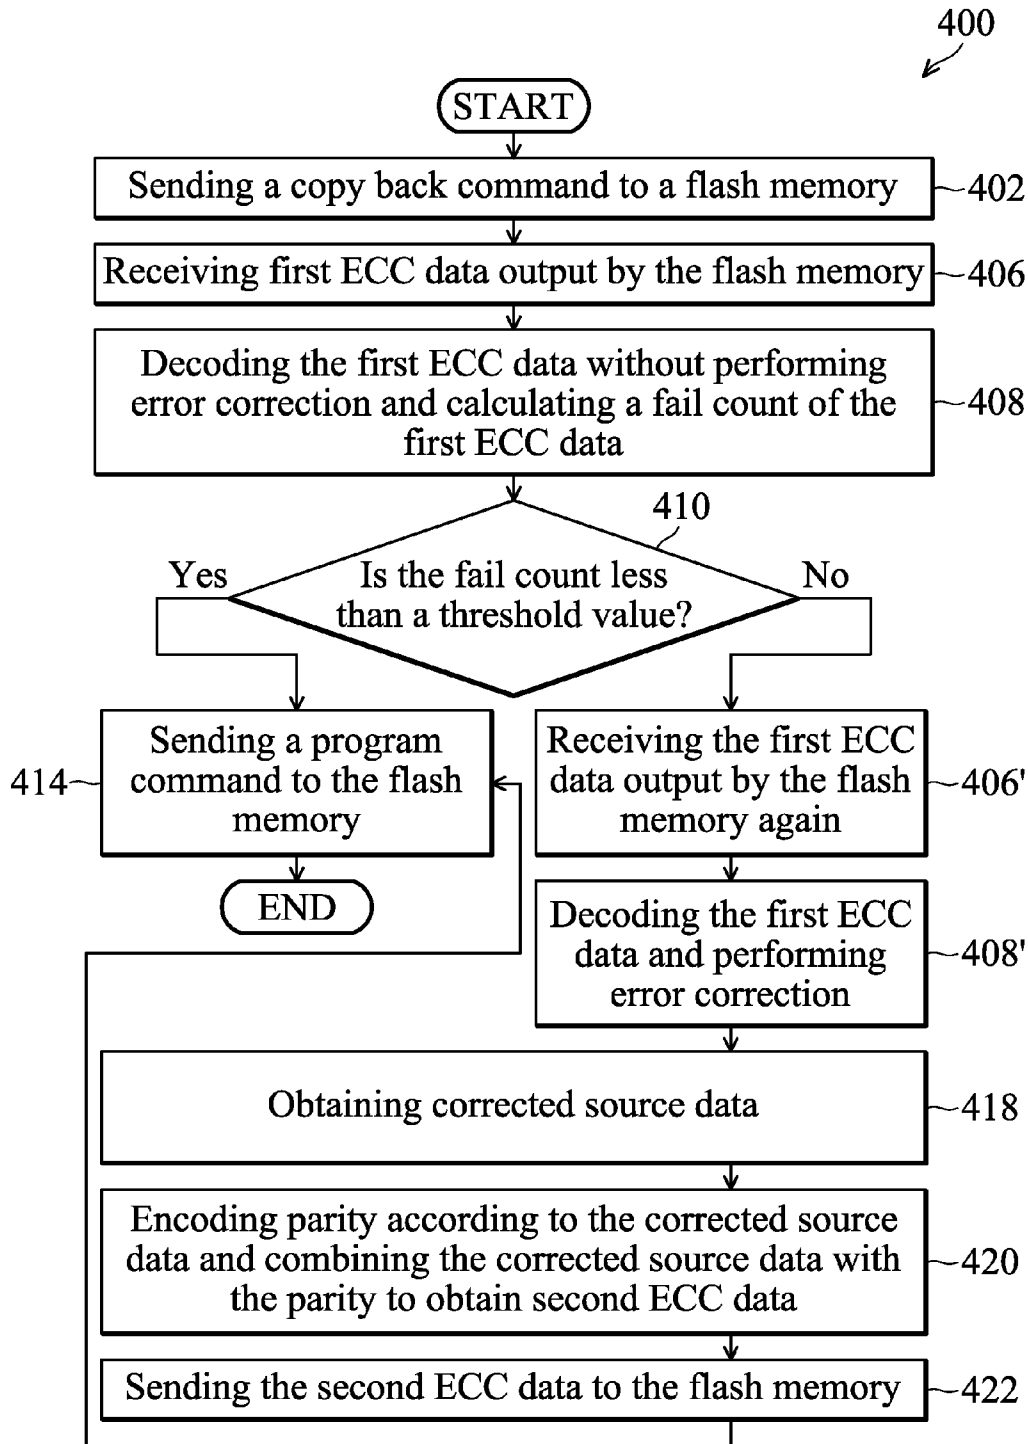 400
START
Sending a copy back command to a flash memory
402
Receiving first ECC data output by the flash memory
406
Decoding the first ECC data without performing
error correction and calculating a fail count of the
first ECC data
408
410
Yes
Is the fail count less
than a threshold value?
No
Sending a program
command to the flash
memory
414
Receiving the first ECC
data output by the flash
memory again
406'
END
Decoding the first ECC
data and performing
error correction
408'
Obtaining corrected source data
418
Encoding parity according to the corrected source
data and combining the corrected source data with
the parity to obtain second ECC data
420
Sending the second ECC data to the flash memory
422